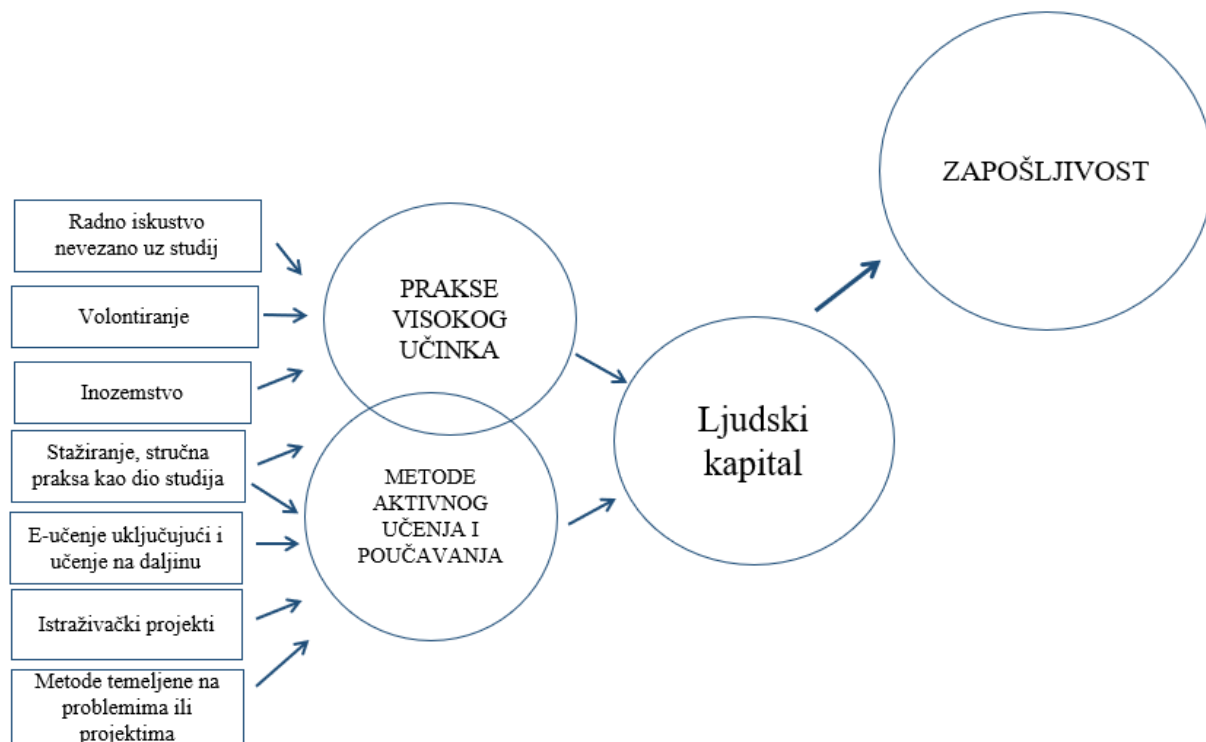 ZAPOŠLJIVOST
Radno iskustvo
nevezano uz studij
Volontiranje
Inozemstvo
Stažiranje, stručna
praksa kao dio studija
E-učenje uključujući i
učenje na daljinu
Istraživački projekti
Metode temeljene na
problemima ili
projektima
PRAKSE
VISOKOG
UČINKA
METODE
AKTIVNOG
UČENJA I
POUČAVANJA
Ljudski
kapital